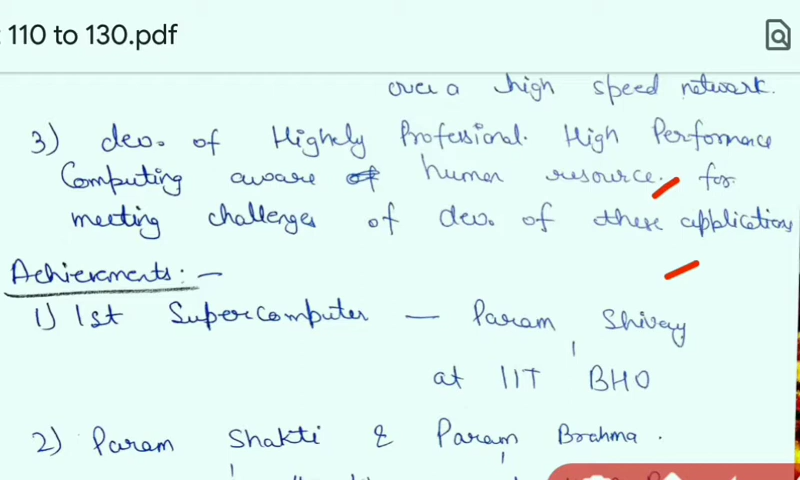 110 to 130.pdf
over a high speed network.
3) dev. of Highely Professional High Performance
Computing aware of human resource for
meeting challenges of dev. of these applications
Achievements: —
1) 1st Supercomputer — Param Shivay
at IIT BHU
2) Param Shakti & Param Brahma.